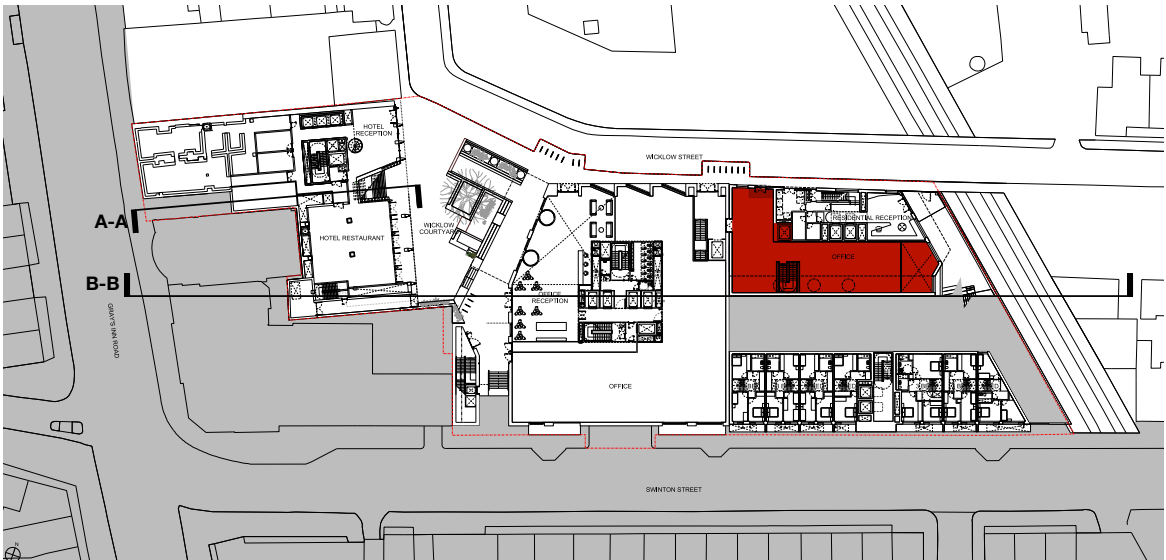 HOTEL
RECEPTION
WICKLOW STREET
A-A
WICKLOW
COURTYARD
RESIDENTIAL RECEPTION
HOTEL RESTAURANT
OFFICE
B-B
OFFICE
RECEPTION
GRAY'S INN ROAD
OFFICE
SWINTON STREET
N